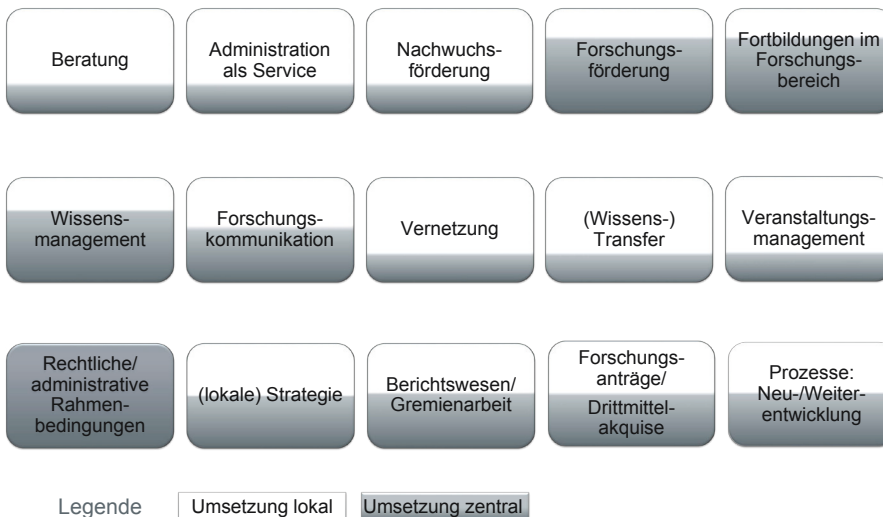 Beratung
Administration
als Service
Nachwuchs-
förderung
Forschungs-
förderung
Fortbildungen im
Forschungs-
bereich
Wissens-
management
Forschungs-
kommunikation
Vernetzung
(Wissens-)
Transfer
Veranstaltungs-
management
Rechtliche/
administrative
Rahmen-
bedingungen
(lokale) Strategie
Berichtswesen/
Gremienarbeit
Forschungs-
anträge/
Drittmittel-
akquise
Prozesse:
Neu-/Weiter-
entwicklung
Legende
Umsetzung lokal
Umsetzung zentral